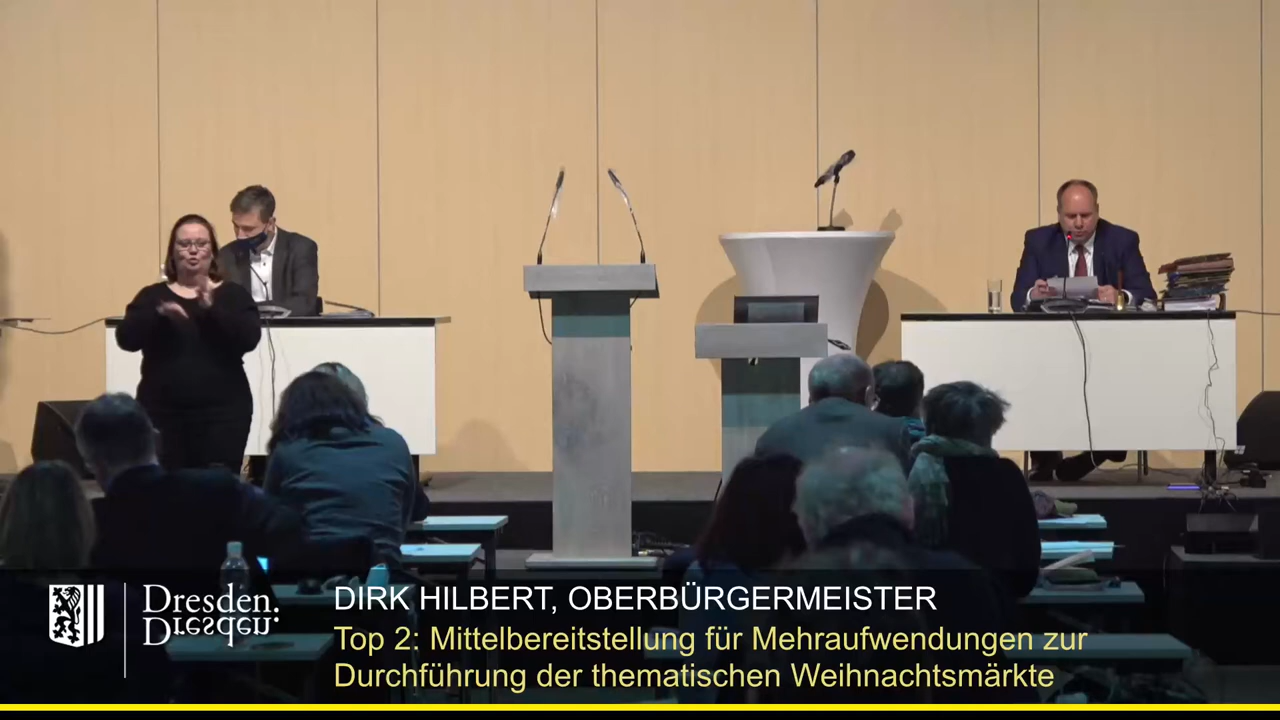 Dresden.
Dresden.
DIRK HILBERT, OBERBÜRGERMEISTER
Top 2: Mittelbereitstellung für Mehraufwendungen zur
Durchführung der thematischen Weihnachtsmärkte